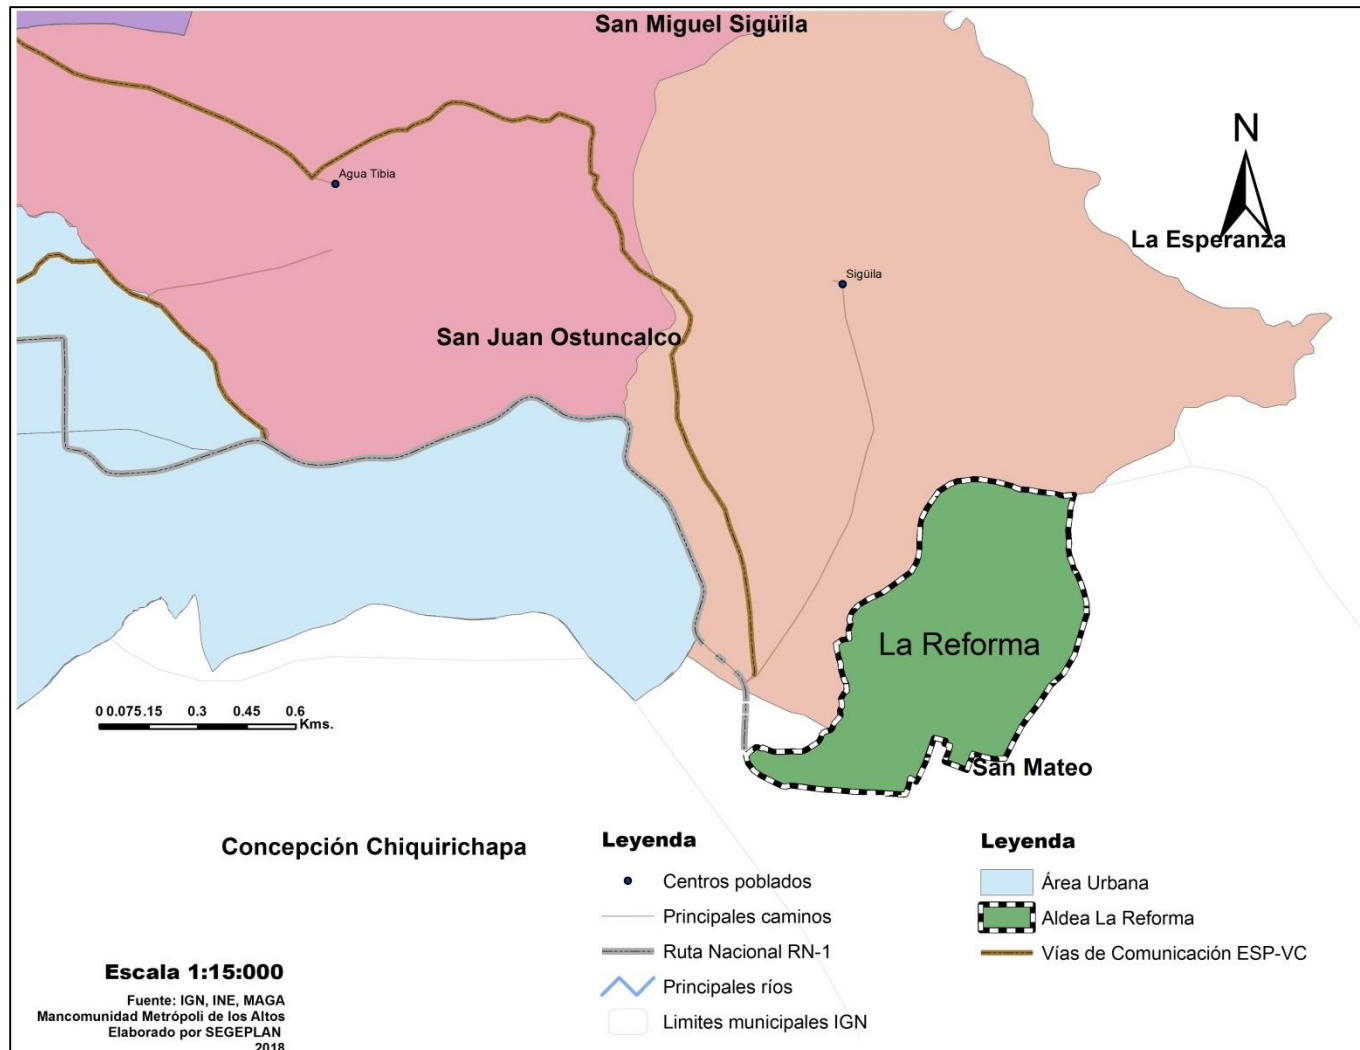 San Miguel Sigüila
N
Agua Tibia
La Esperanza
Sigüila
San Juan Ostuncalco
La Reforma
0 0.075.15 0.3 0.45 0.6
Kms.
San Mateo
Concepción Chiquirichapa
Leyenda
Centros poblados
Principales caminos
Ruta Nacional RN-1
Principales ríos
Limites municipales IGN
Leyenda
Área Urbana
Aldea La Reforma
Vías de Comunicación ESP-VC
Escala 1:15:000
Fuente: IGN, INE, MAGA
Mancomunidad Metrópoli de los Altos
Elaborado por SEGEPLAN
2018